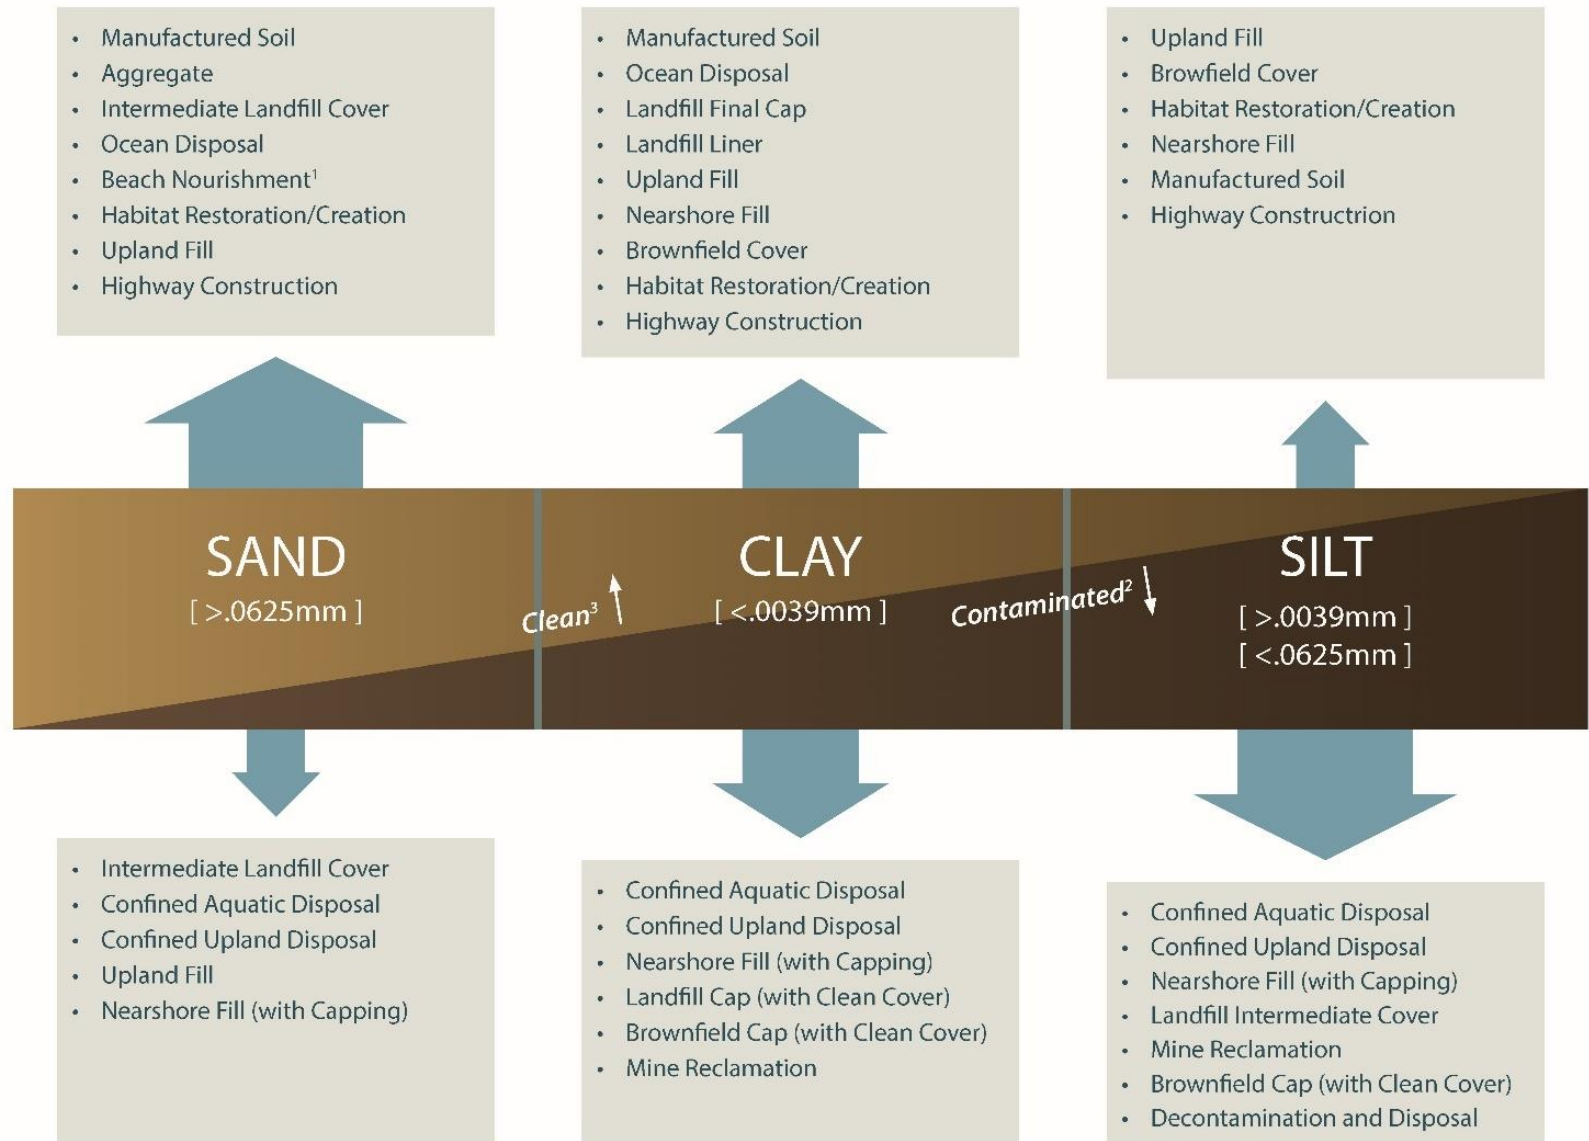 • Manufactured Soil
• Aggregate
• Intermediate Landfill Cover
• Ocean Disposal
• Beach Nourishment¹
• Habitat Restoration/Creation
• Upland Fill
• Highway Construction
• Manufactured Soil
• Ocean Disposal
• Landfill Final Cap
• Landfill Liner
• Upland Fill
• Nearshore Fill
• Brownfield Cover
• Habitat Restoration/Creation
• Highway Construction
• Upland Fill
• Browfield Cover
• Habitat Restoration/Creation
• Nearshore Fill
• Manufactured Soil
• Highway Constructrion
SAND
[ >.0625mm ]
Clean³
CLAY
[ <.0039mm ]
Contaminated²
SILT
[ >.0039mm ]
[ <.0625mm ]
• Intermediate Landfill Cover
• Confined Aquatic Disposal
• Confined Upland Disposal
• Upland Fill
• Nearshore Fill (with Capping)
• Confined Aquatic Disposal
• Confined Upland Disposal
• Nearshore Fill (with Capping)
• Landfill Cap (with Clean Cover)
• Brownfield Cap (with Clean Cover)
• Mine Reclamation
• Confined Aquatic Disposal
• Confined Upland Disposal
• Nearshore Fill (with Capping)
• Landfill Intermediate Cover
• Mine Reclamation
• Brownfield Cap (with Clean Cover)
• Decontamination and Disposal